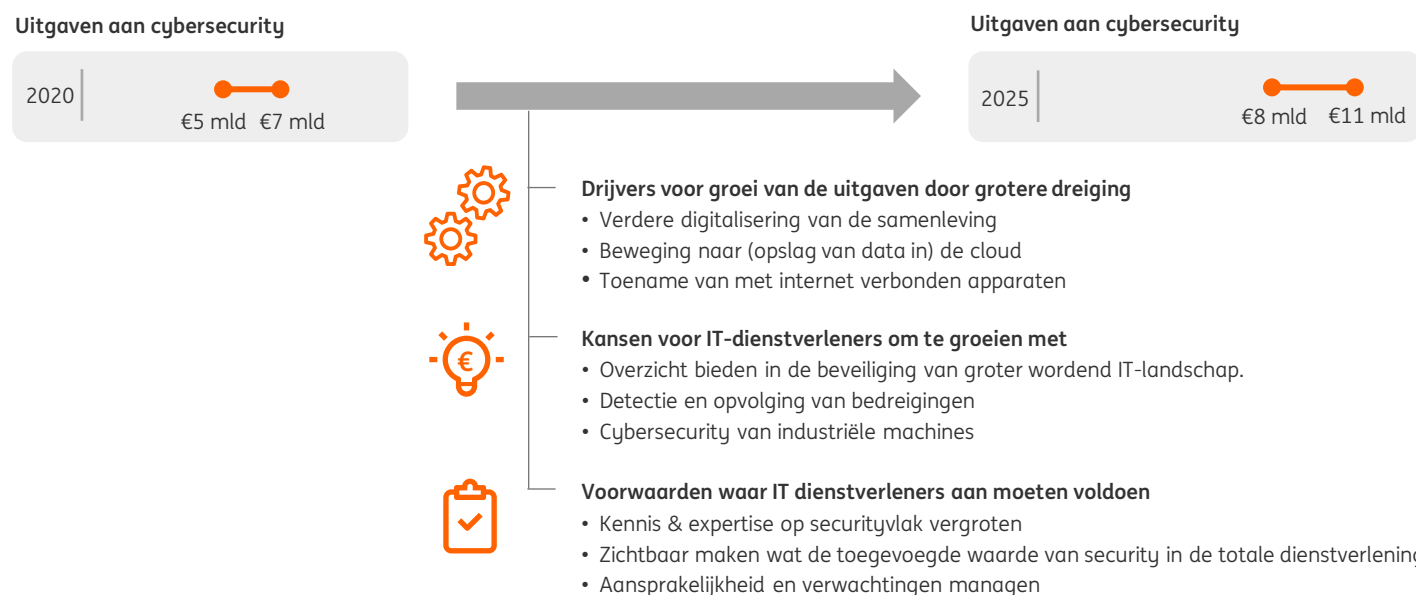 Uitgaven aan cybersecurity
2020
€5 mld €7 mld
Uitgaven aan cybersecurity
2025
€8 mld €11 mld
Drijvers voor groei van de uitgaven door grotere dreiging
• Verdere digitalisering van de samenleving
• Beweging naar (opslag van data in) de cloud
• Toename van met internet verbonden apparaten
€
Kansen voor IT-dienstverleners om te groeien met
• Overzicht bieden in de beveiliging van groter wordend IT-landschap.
• Detectie en opvolging van bedreigingen
• Cybersecurity van industriële machines
Voorwaarden waar IT dienstverleners aan moeten voldoen
• Kennis & expertise op securityvlak vergroten
• Zichtbaar maken wat de toegevoegde waarde van security in de totale dienstverlening
• Aansprakelijkheid en verwachtingen managen